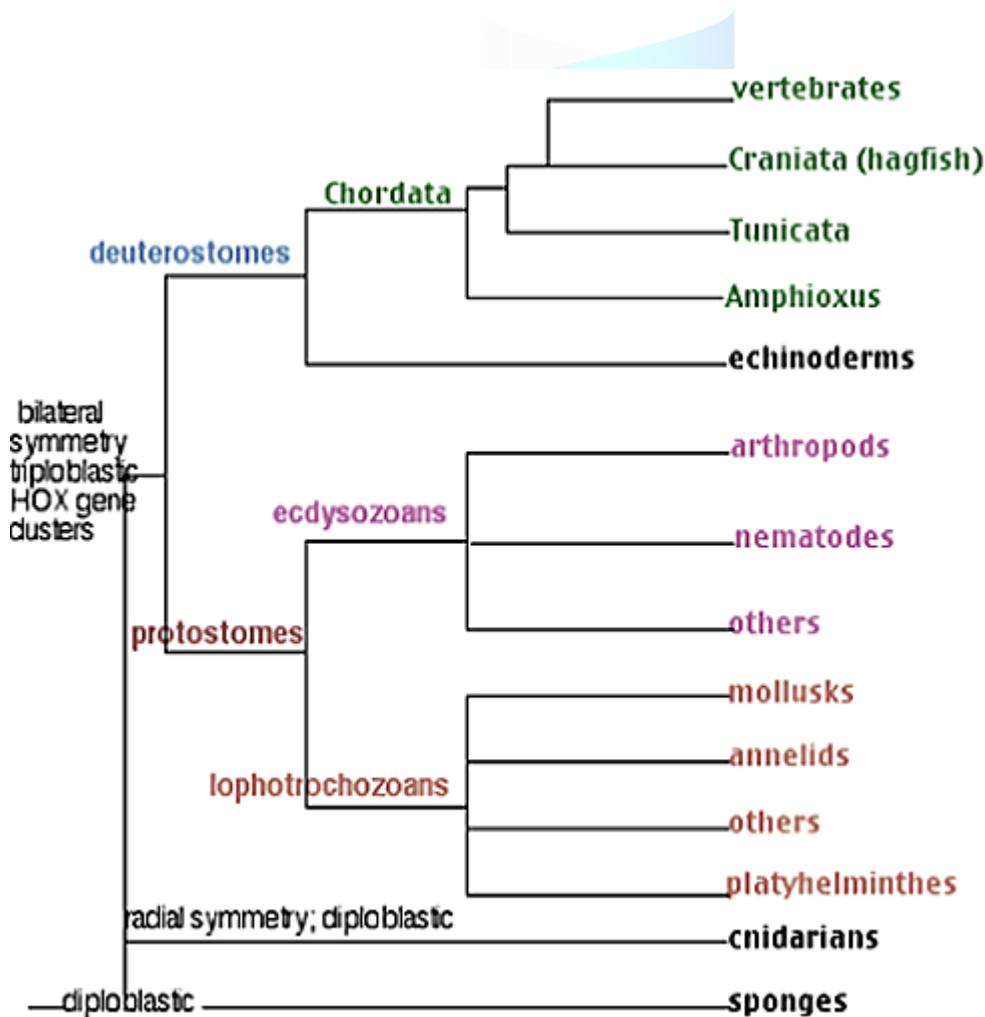 vertebrates
Craniata (hagfish)
Chordata
Tunicata
deuterostomes
Amphioxus
echinoderms
bilateral
symmetry
triploblastic
HOX gene
clusters
arthropods
ecdysozoans
nematodes
others
protostomes
mollusks
annelids
lophotrochozoans
others
platyhelminthes
radial symmetry; diploblastic
cnidarians
diploblastic
sponges